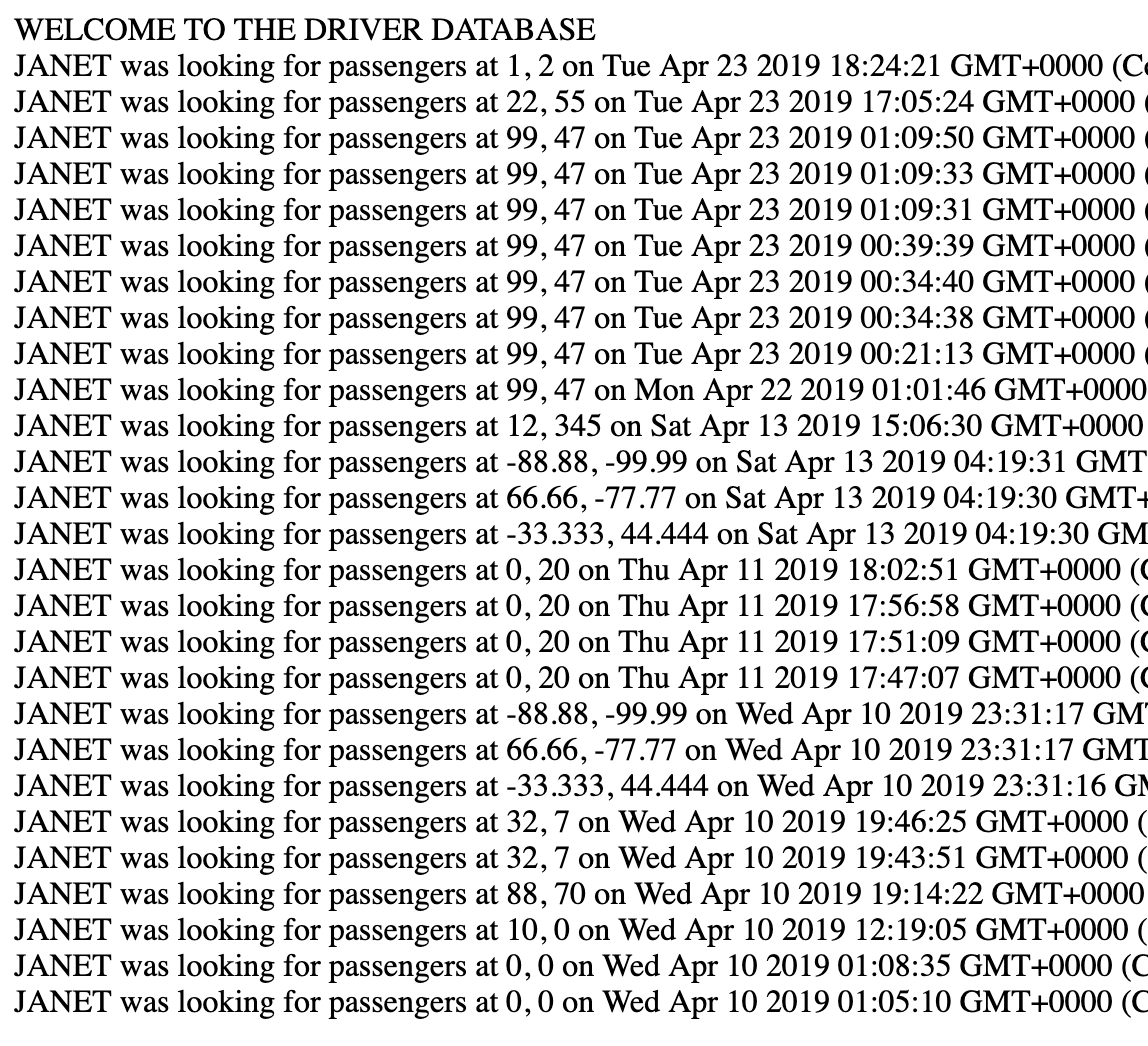 WELCOME TO THE DRIVER DATABASE
JANET was looking for passengers at 1, 2 on Tue Apr 23 2019 18:24:21 GMT+0000 (Co
JANET was looking for passengers at 22, 55 on Tue Apr 23 2019 17:05:24 GMT+0000 (
JANET was looking for passengers at 99, 47 on Tue Apr 23 2019 01:09:50 GMT+0000 (
JANET was looking for passengers at 99, 47 on Tue Apr 23 2019 01:09:33 GMT+0000 (
JANET was looking for passengers at 99, 47 on Tue Apr 23 2019 01:09:31 GMT+0000 (
JANET was looking for passengers at 99, 47 on Tue Apr 23 2019 00:39:39 GMT+0000 (
JANET was looking for passengers at 99, 47 on Tue Apr 23 2019 00:34:40 GMT+0000 (
JANET was looking for passengers at 99, 47 on Tue Apr 23 2019 00:34:38 GMT+0000 (
JANET was looking for passengers at 99, 47 on Tue Apr 23 2019 00:21:13 GMT+0000 (
JANET was looking for passengers at 99, 47 on Mon Apr 22 2019 01:01:46 GMT+0000
JANET was looking for passengers at 12, 345 on Sat Apr 13 2019 15:06:30 GMT+0000
JANET was looking for passengers at -88.88, -99.99 on Sat Apr 13 2019 04:19:31 GMT
JANET was looking for passengers at 66.66, -77.77 on Sat Apr 13 2019 04:19:30 GMT+
JANET was looking for passengers at -33.333, 44.444 on Sat Apr 13 2019 04:19:30 GM
JANET was looking for passengers at 0, 20 on Thu Apr 11 2019 18:02:51 GMT+0000 (C
JANET was looking for passengers at 0, 20 on Thu Apr 11 2019 17:56:58 GMT+0000 (C
JANET was looking for passengers at 0, 20 on Thu Apr 11 2019 17:51:09 GMT+0000 (C
JANET was looking for passengers at 0, 20 on Thu Apr 11 2019 17:47:07 GMT+0000 (C
JANET was looking for passengers at -88.88, -99.99 on Wed Apr 10 2019 23:31:17 GMT
JANET was looking for passengers at 66.66, -77.77 on Wed Apr 10 2019 23:31:17 GMT
JANET was looking for passengers at -33.333, 44.444 on Wed Apr 10 2019 23:31:16 GM
JANET was looking for passengers at 32, 7 on Wed Apr 10 2019 19:46:25 GMT+0000 (
JANET was looking for passengers at 32, 7 on Wed Apr 10 2019 19:43:51 GMT+0000 (
JANET was looking for passengers at 88, 70 on Wed Apr 10 2019 19:14:22 GMT+0000
JANET was looking for passengers at 10, 0 on Wed Apr 10 2019 12:19:05 GMT+0000 (
JANET was looking for passengers at 0, 0 on Wed Apr 10 2019 01:08:35 GMT+0000 (C
JANET was looking for passengers at 0, 0 on Wed Apr 10 2019 01:05:10 GMT+0000 (C